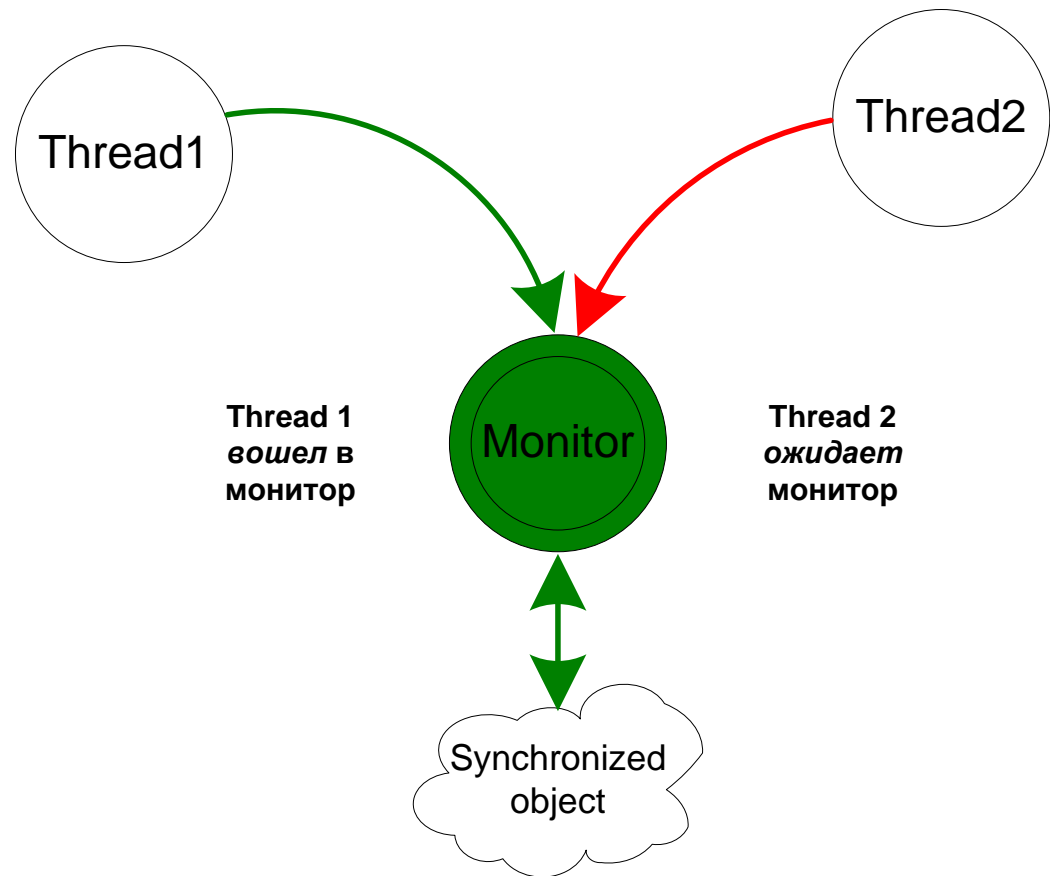 Thread1
Thread2
Thread 1
вошел в
монитор
Monitor
Thread 2
ожидает
монитор
Synchronized
object